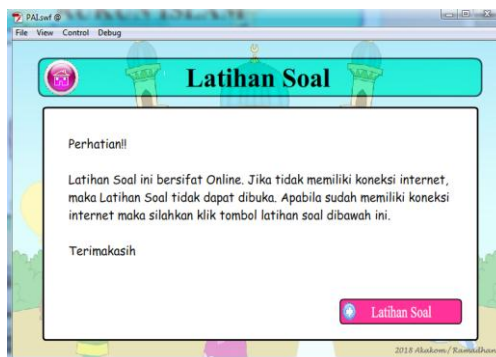 PAI.swf
File View Control Debug
Latihan Soal
Perhatian!!
Latihan Soal ini bersifat Online. Jika tidak memiliki koneksi internet,
maka Latihan Soal tidak dapat dibuka. Apabila sudah memiliki koneksi
internet maka silahkan klik tombol latihan soal dibawah ini.
Terimakasih
Latihan Soal
2018 Akakom / Ramadhan